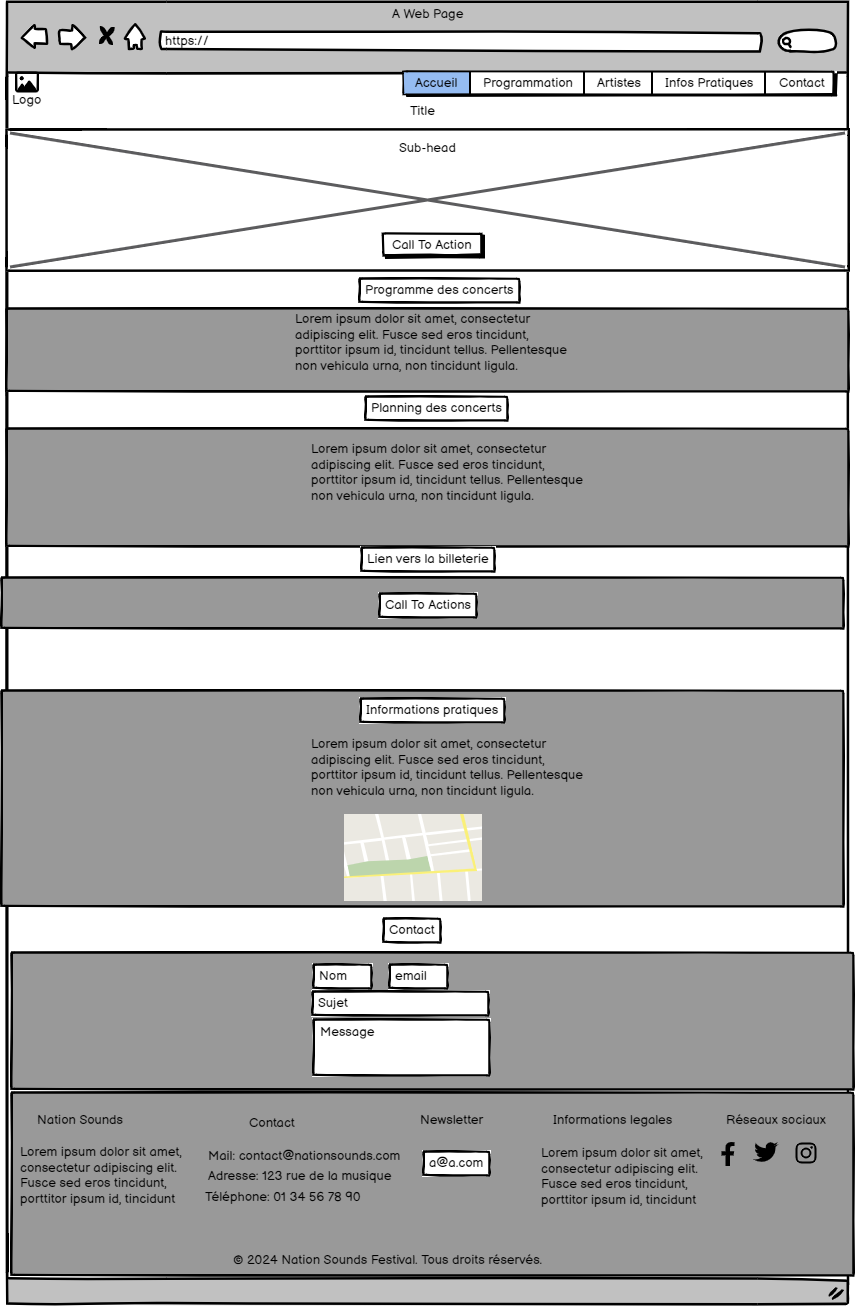 A Web Page
https://
Logo
Accueil Programmation Artistes Infos Pratiques Contact
Title
Sub-head
Call To Action
Programme des concerts
Lorem ipsum dolor sit amet, consectetur
adipiscing elit. Fusce sed eros tincidunt,
porttitor ipsum id, tincidunt tellus. Pellentesque
non vehicula urna, non tincidunt ligula.
Planning des concerts
Lorem ipsum dolor sit amet, consectetur
adipiscing elit. Fusce sed eros tincidunt,
porttitor ipsum id, tincidunt tellus. Pellentesque
non vehicula urna, non tincidunt ligula.
Lien vers la billeterie
Call To Actions
Informations pratiques
Lorem ipsum dolor sit amet, consectetur
adipiscing elit. Fusce sed eros tincidunt,
porttitor ipsum id, tincidunt tellus. Pellentesque
non vehicula urna, non tincidunt ligula.
Contact
Nom
email
Sujet
Message
Nation Sounds
Lorem ipsum dolor sit amet,
consectetur adipiscing elit.
Fusce sed eros tincidunt,
porttitor ipsum id, tincidunt
Contact
Mail: contact@nationsounds.com
Adresse: 123 rue de la musique
Téléphone: 01 34 56 78 90
Newsletter
a@a.com
Informations legales
Lorem ipsum dolor sit amet,
consectetur adipiscing elit.
Fusce sed eros tincidunt,
porttitor ipsum id, tincidunt
Réseaux sociaux
© 2024 Nation Sounds Festival. Tous droits réservés.